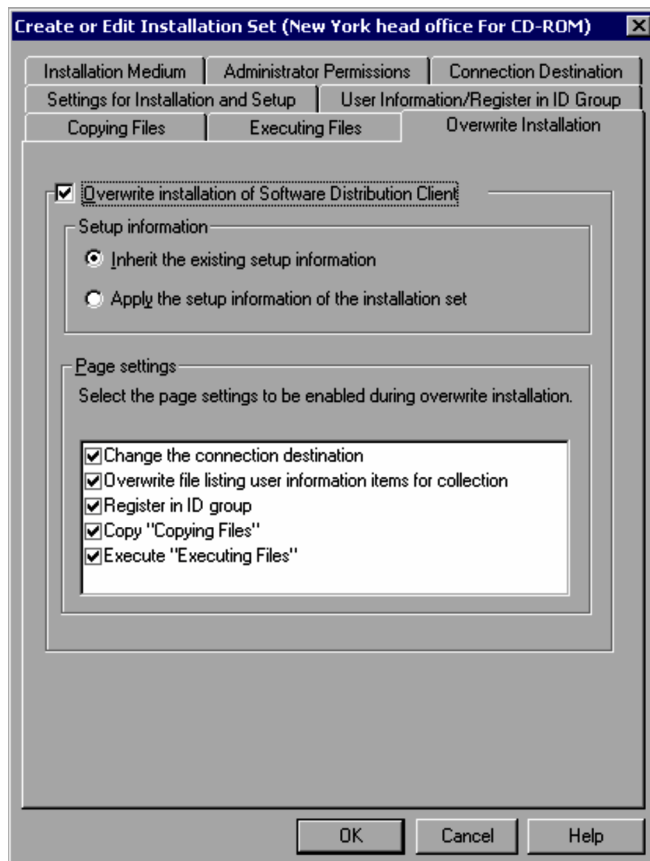 Create or Edit Installation Set (New York head office For CD-ROM)
Installation Medium
Administrator Permissions
Connection Destination
Settings for Installation and Setup
User Information/Register in ID Group
Copying Files
Executing Files
Overwrite Installation
Overwrite installation of Software Distribution Client
Setup information
Inherit the existing setup information
Apply the setup information of the installation set
Page settings
Select the page settings to be enabled during overwrite installation.
Change the connection destination
Overwrite file listing user information items for collection
Register in ID group
Copy "Copying Files"
Execute "Executing Files"
OK
Cancel
Help